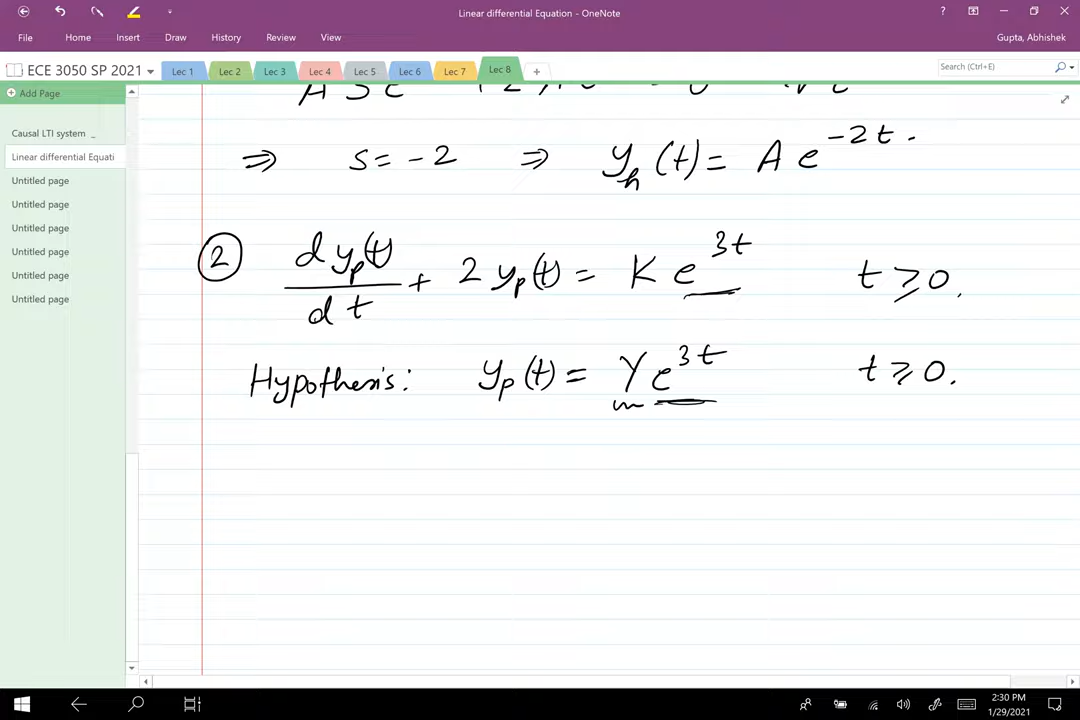 Linear differential Equation - OneNote
?
File Home Insert Draw History Review View
Gupta, Abhishek
ECE 3050 SP 2021
Lec 1 Lec 2 Lec 3 Lec 4 Lec 5 Lec 6 Lec 7 Lec 8 +
Search (Ctrl+E)
Add Page
Causal LTI system
Linear differential Equati
Untitled page
Untitled page
Untitled page
Untitled page
Untitled page
Untitled page
⇒ s = -2 ⇒ y_h(t) = A e^{-2t}.
② dy_p(t)/dt + 2 y_p(t) = K e^{3t} t ≥ 0.
Hypothesis: y_p(t) = Y e^{3t} t ≥ 0.
2:30 PM
1/29/2021